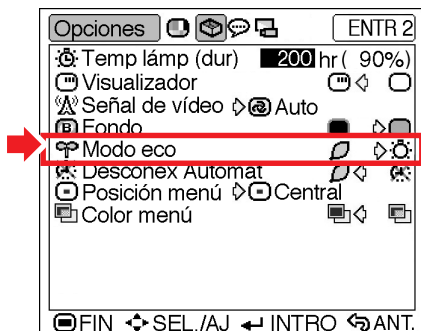 Opciones ENTR 2
Temp lámp (dur) 200 hr ( 90%)
Visualizador
Señal de vídeo Auto
B Fondo
Modo eco
Desconex Automat
Posición menú Central
Color menú
FIN SEL./AJ INTRO ANT.